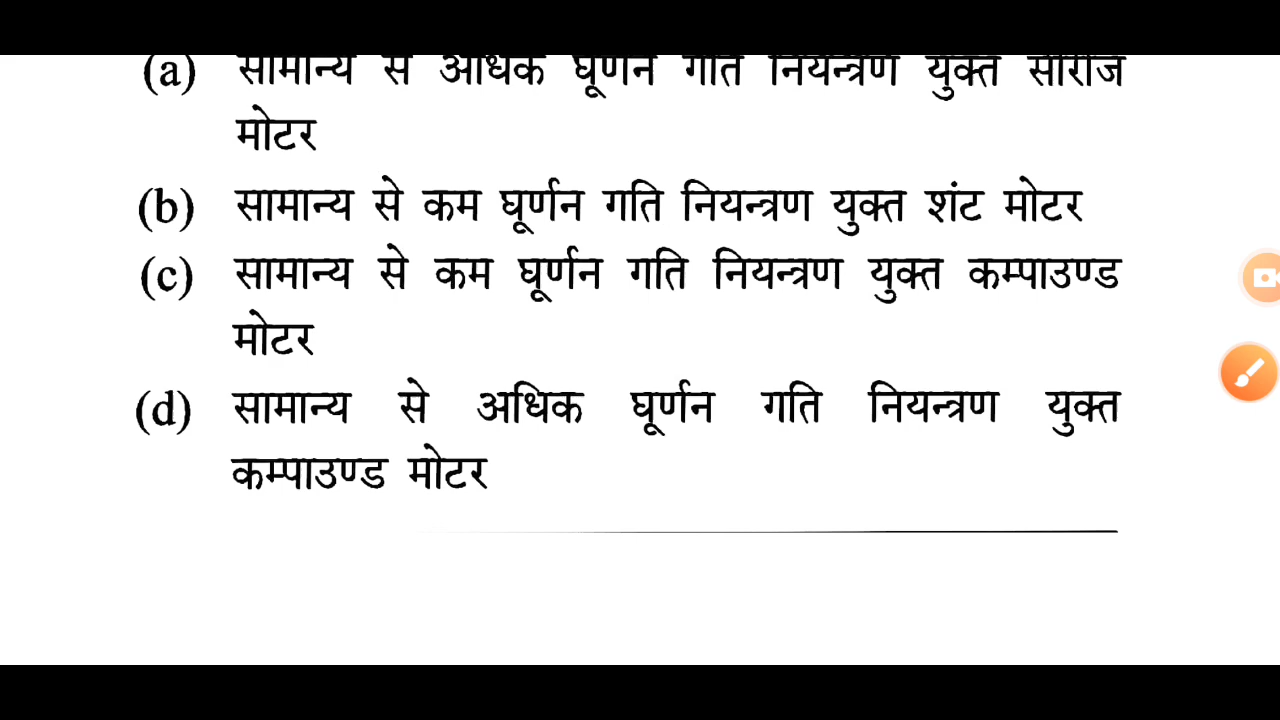 (a) सामान्य से अधिक घूर्णन गति नियन्त्रण युक्त सीरीज
मोटर
(b) सामान्य से कम घूर्णन गति नियन्त्रण युक्त शंट मोटर
(c) सामान्य से कम घूर्णन गति नियन्त्रण युक्त कम्पाउण्ड
मोटर
(d) सामान्य से अधिक घूर्णन गति नियन्त्रण युक्त
कम्पाउण्ड मोटर